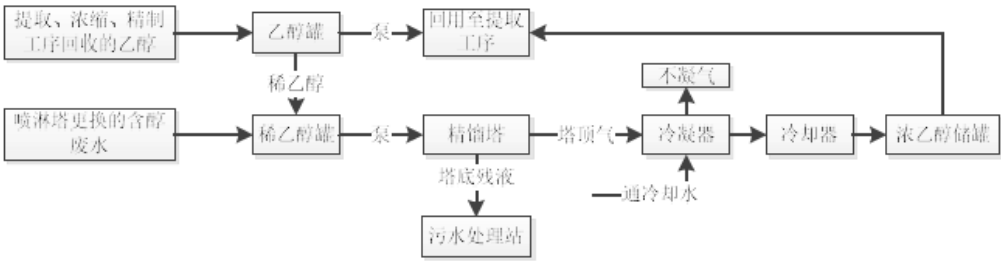 提取、浓缩、精制
工序回收的乙醇
乙醇罐
泵
回用至提取
工序
稀乙醇
不凝气
喷淋塔更换的含醇
废水
稀乙醇罐
泵
精馏塔
塔顶气
冷凝器
冷却器
浓乙醇储罐
塔底残液
通冷却水
污水处理站